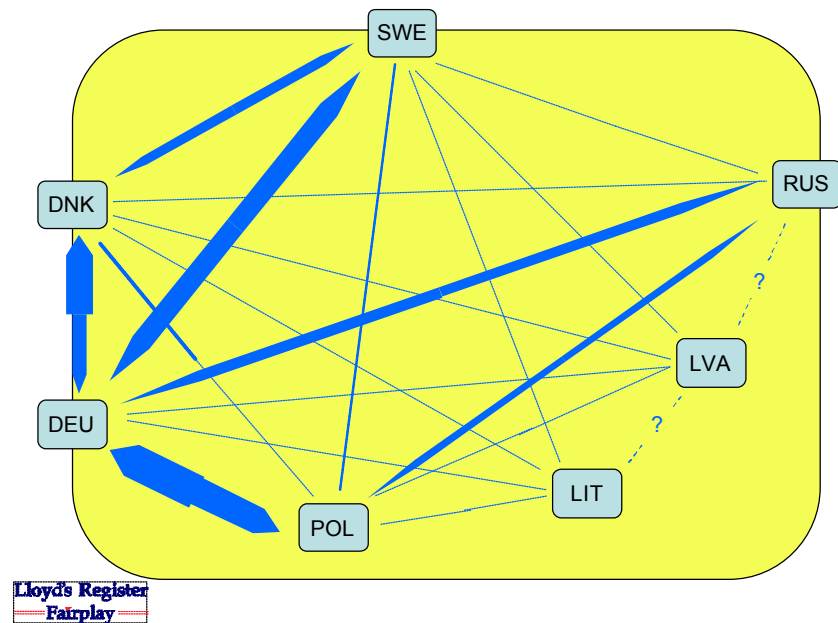 SWE
DNK
RUS
?
LVA
DEU
?
LIT
POL
Lloyd's Register
Fairplay